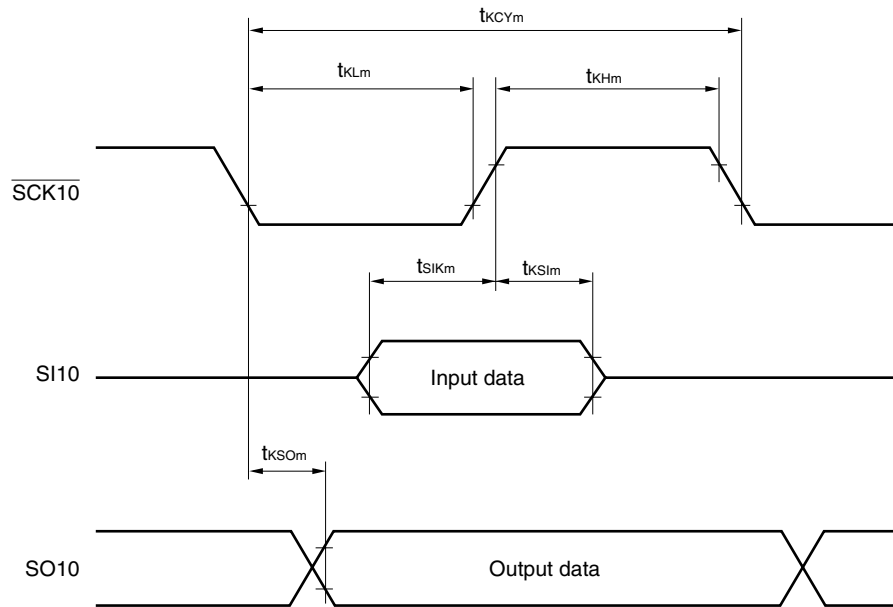 tKCYm
tKLm
tKHm
SCK10
tSIKm
tKSIm
SI10
Input data
tKSOm
SO10
Output data